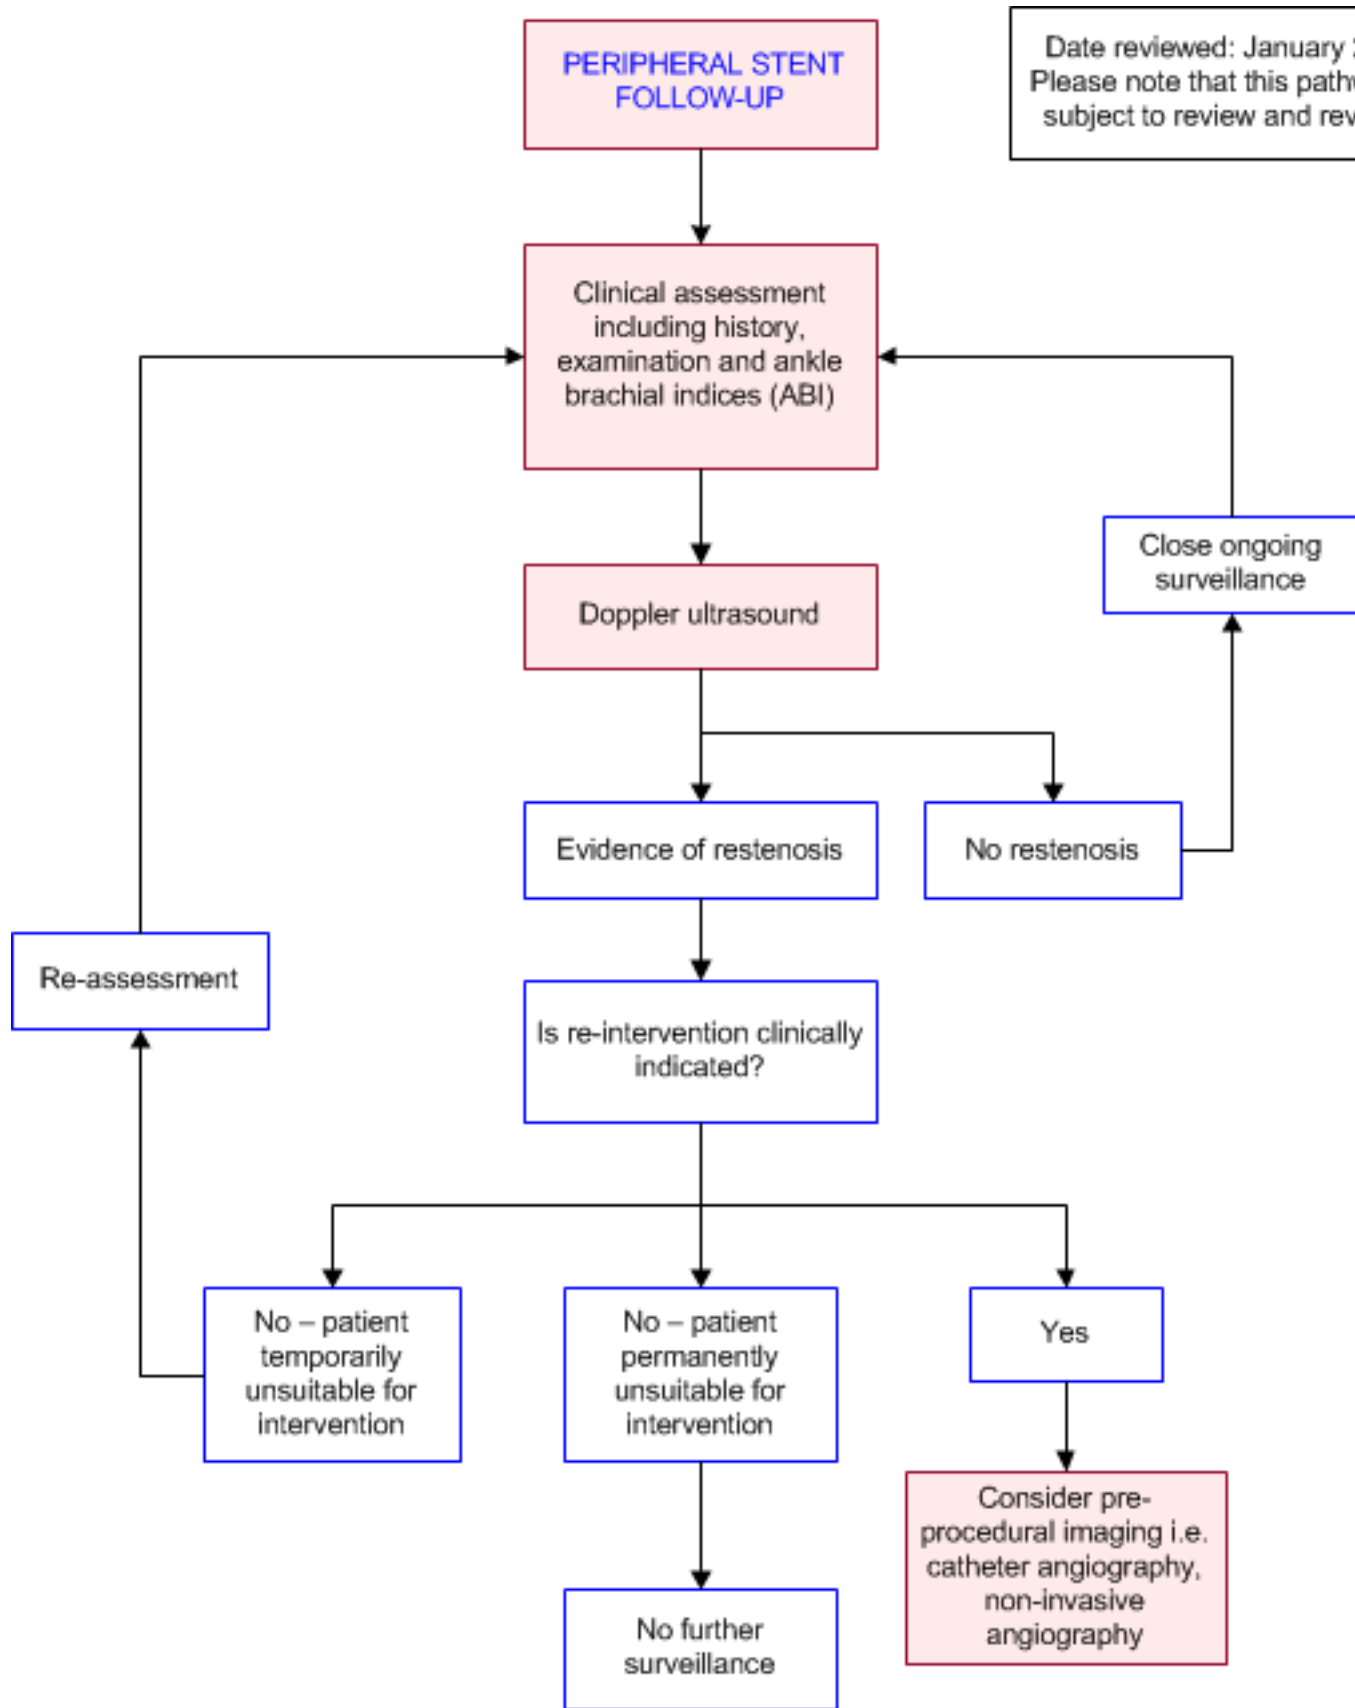 PERIPHERAL STENT
FOLLOW-UP
Date reviewed: January
Please note that this
subject to review and
Clinical assessment
including history,
examination and ankle
brachial indices (ABI)
Close ongoing
surveillance
Doppler ultrasound
Evidence of restenosis
No restenosis
Re-assessment
Is re-intervention clinically
indicated?
No – patient
temporarily
unsuitable for
intervention
No – patient
permanently
unsuitable for
intervention
Yes
Consider pre-
procedural imaging i.e.
catheter angiography,
non-invasive
angiography
No further
surveillance